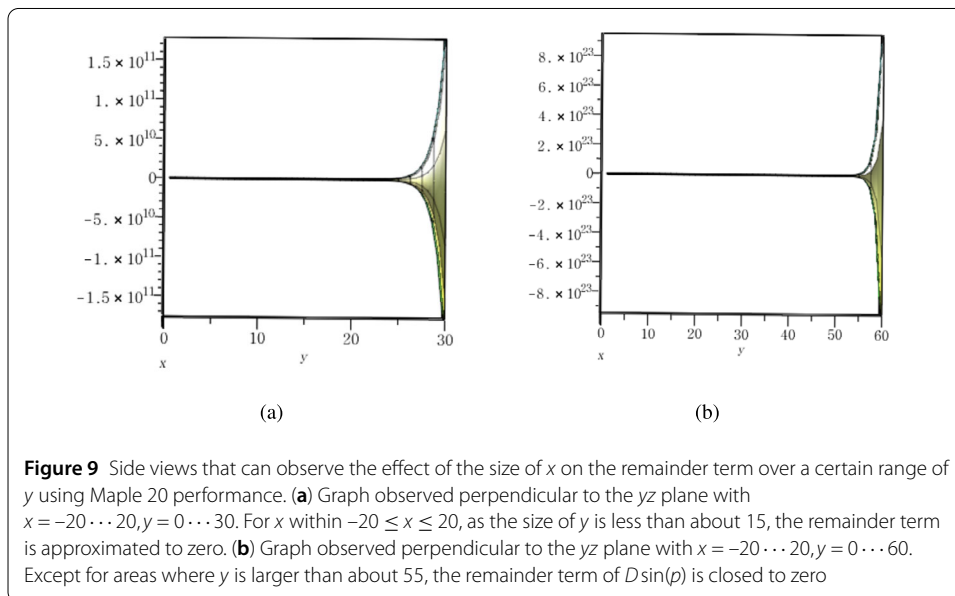 1.5 × 10^11
1. × 10^11
5. × 10^10
0
−5. × 10^10
−1. × 10^11
−1.5 × 10^11
0 10 20 30
x y
(a)
8. × 10^23
6. × 10^23
4. × 10^23
2. × 10^23
0
−2. × 10^23
−4. × 10^23
−6. × 10^23
−8. × 10^23
0 10 20 30 40 50 60
x y
(b)
Figure 9 Side views that can observe the effect of the size of x on the remainder term over a certain range of
y using Maple 20 performance. (a) Graph observed perpendicular to the yz plane with
x = –20 ··· 20, y = 0 ··· 30. For x within –20 ≤ x ≤ 20, as the size of y is less than about 15, the remainder term
is approximated to zero. (b) Graph observed perpendicular to the yz plane with x = –20 ··· 20, y = 0 ··· 60.
Except for areas where y is larger than about 55, the remainder term of D sin(p) is closed to zero